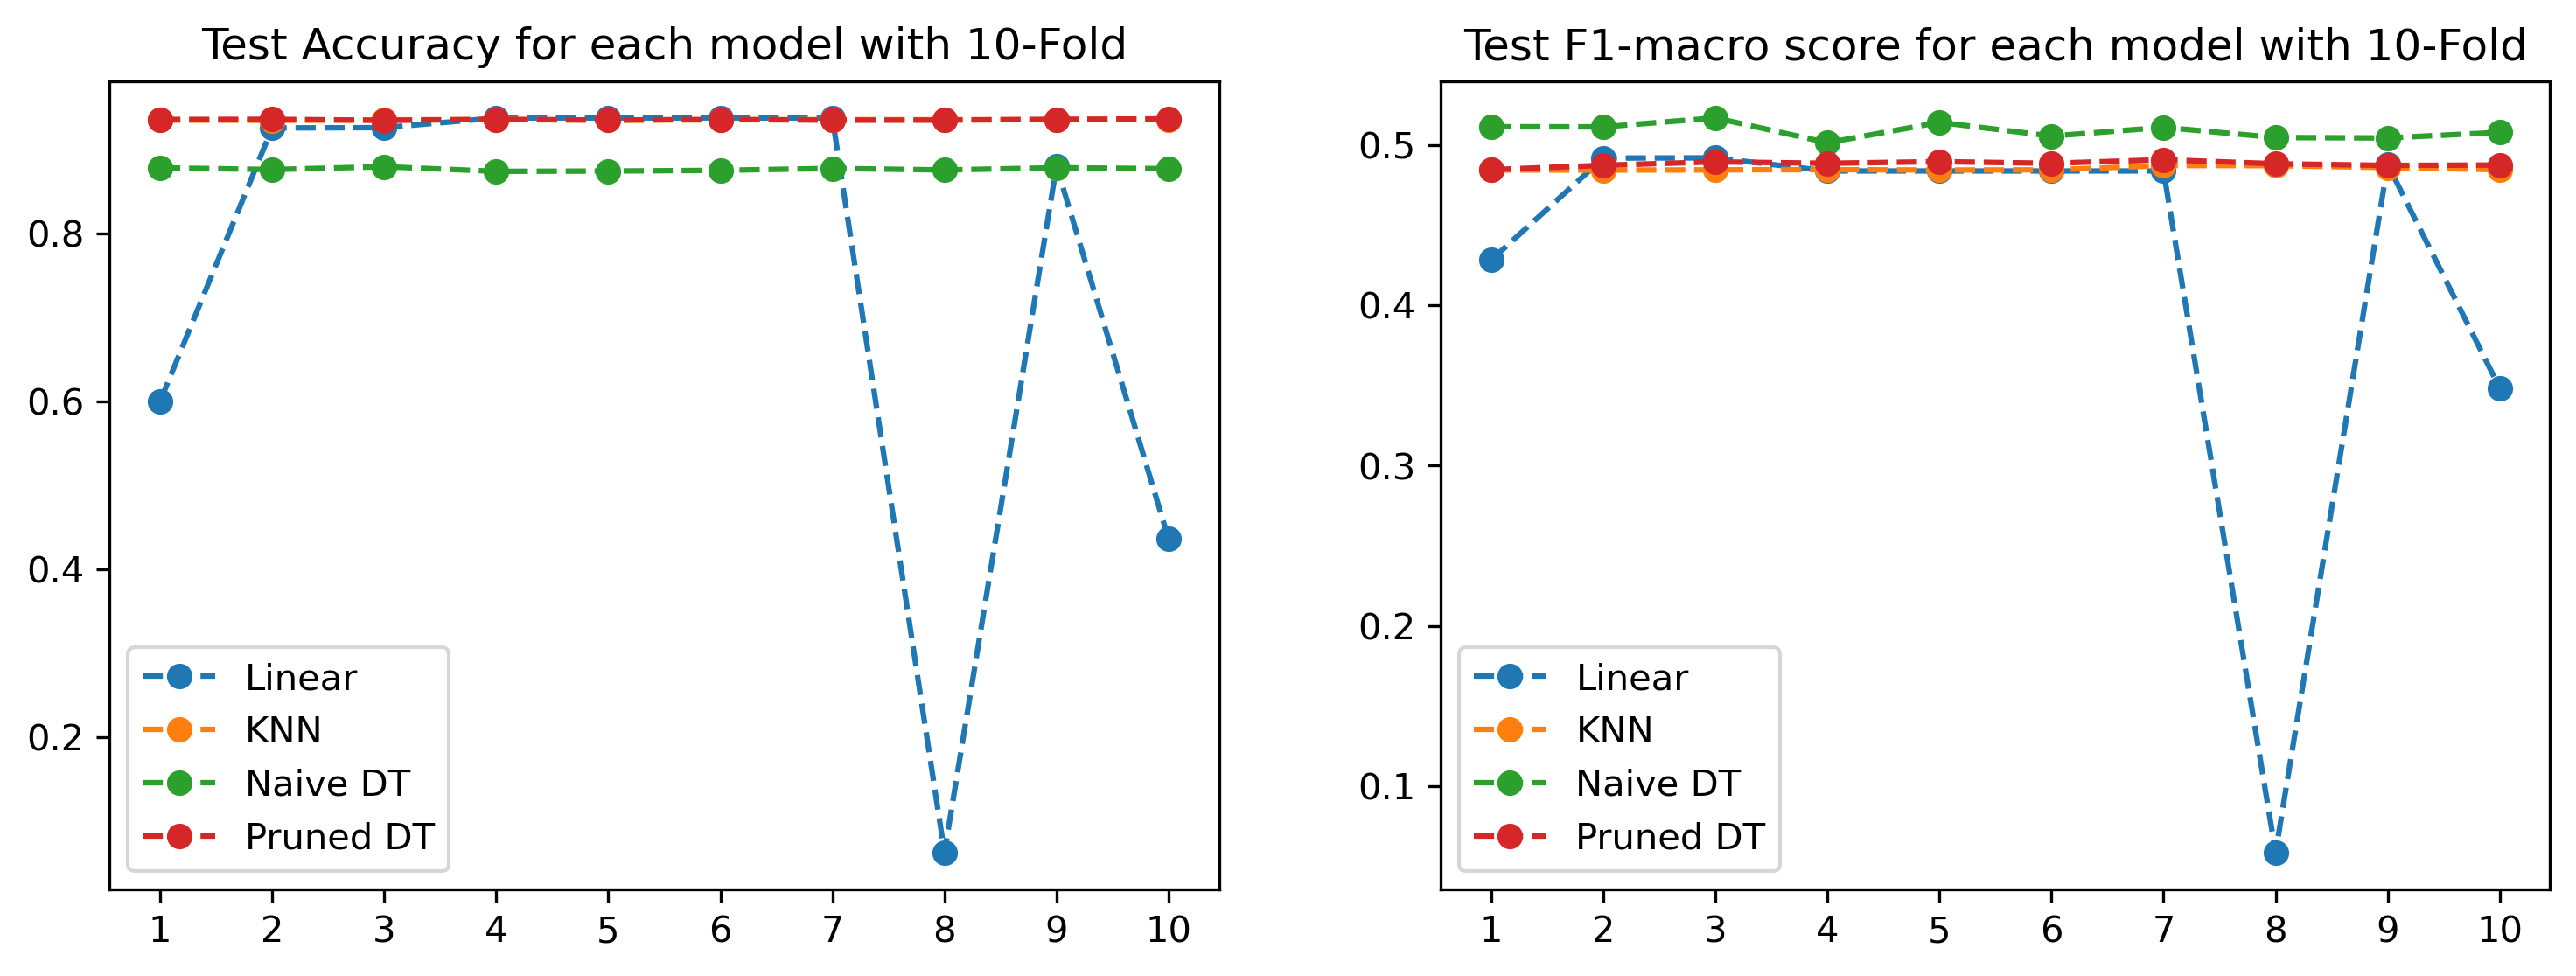 Test Accuracy for each model with 10-Fold
0.8
0.6
0.4
0.2
Linear
KNN
Naive DT
Pruned DT
1 2 3 4 5 6 7 8 9 10
Test F1-macro score for each model with 10-Fold
0.5
0.4
0.3
0.2
0.1
Linear
KNN
Naive DT
Pruned DT
1 2 3 4 5 6 7 8 9 10